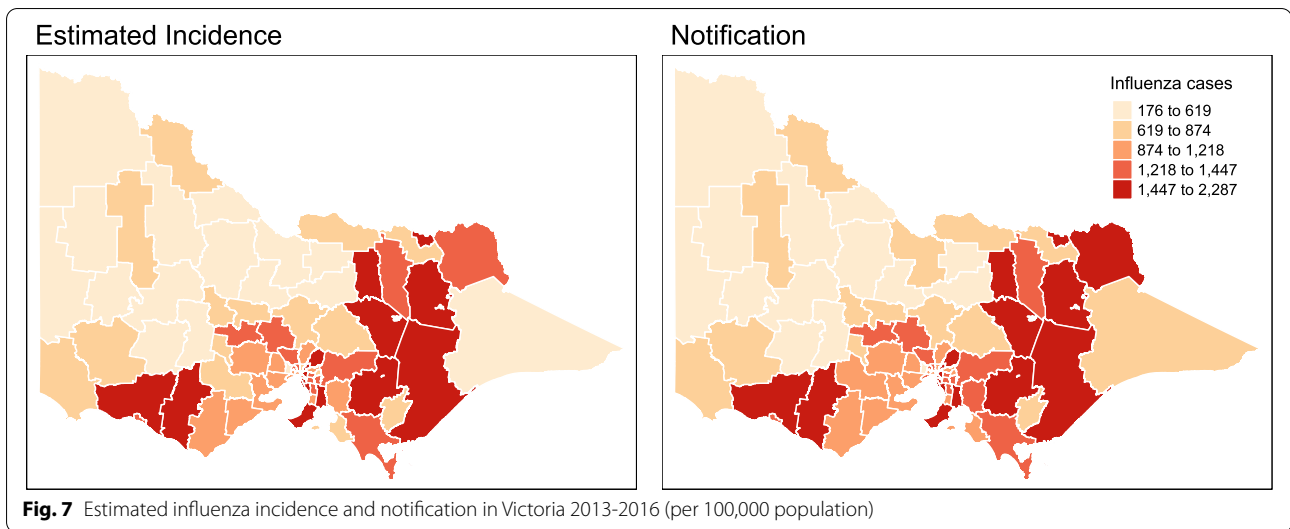 Estimated Incidence
Notification
Influenza cases
176 to 619
619 to 874
874 to 1,218
1,218 to 1,447
1,447 to 2,287
Fig. 7 Estimated influenza incidence and notification in Victoria 2013-2016 (per 100,000 population)